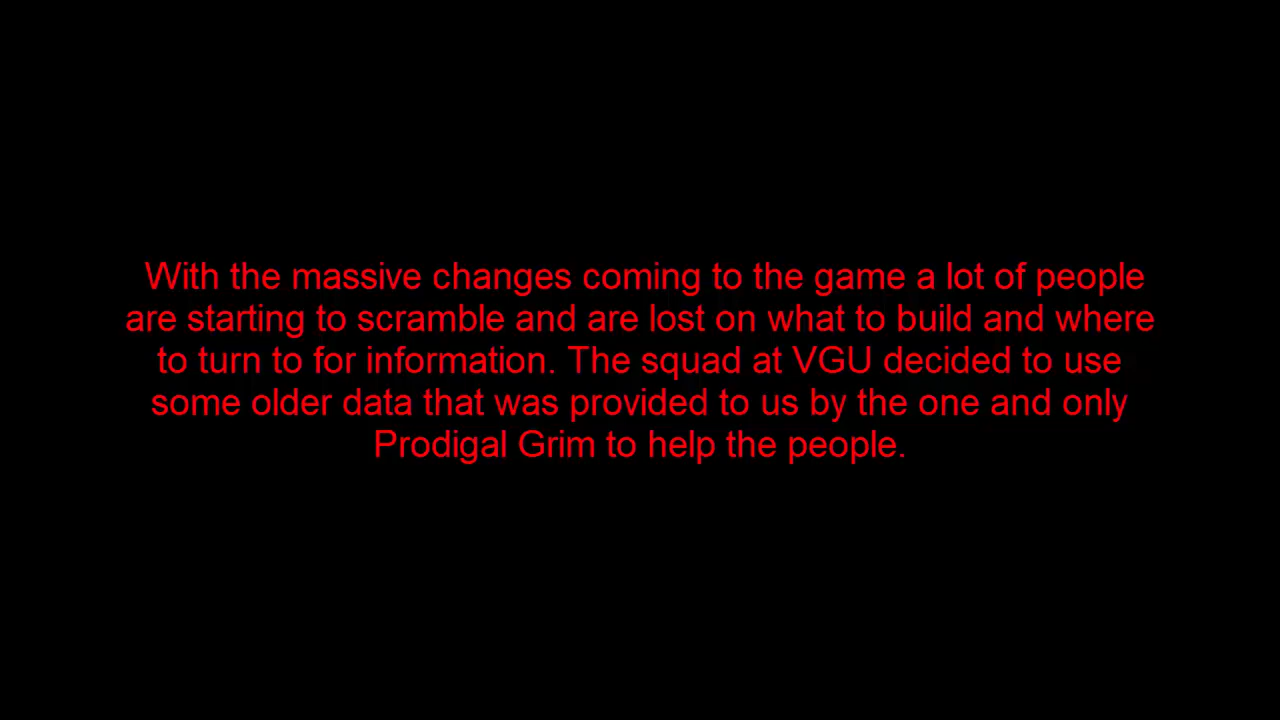 With the massive changes coming to the game a lot of people
are starting to scramble and are lost on what to build and where
to turn to for information. The squad at VGU decided to use
some older data that was provided to us by the one and only
Prodigal Grim to help the people.